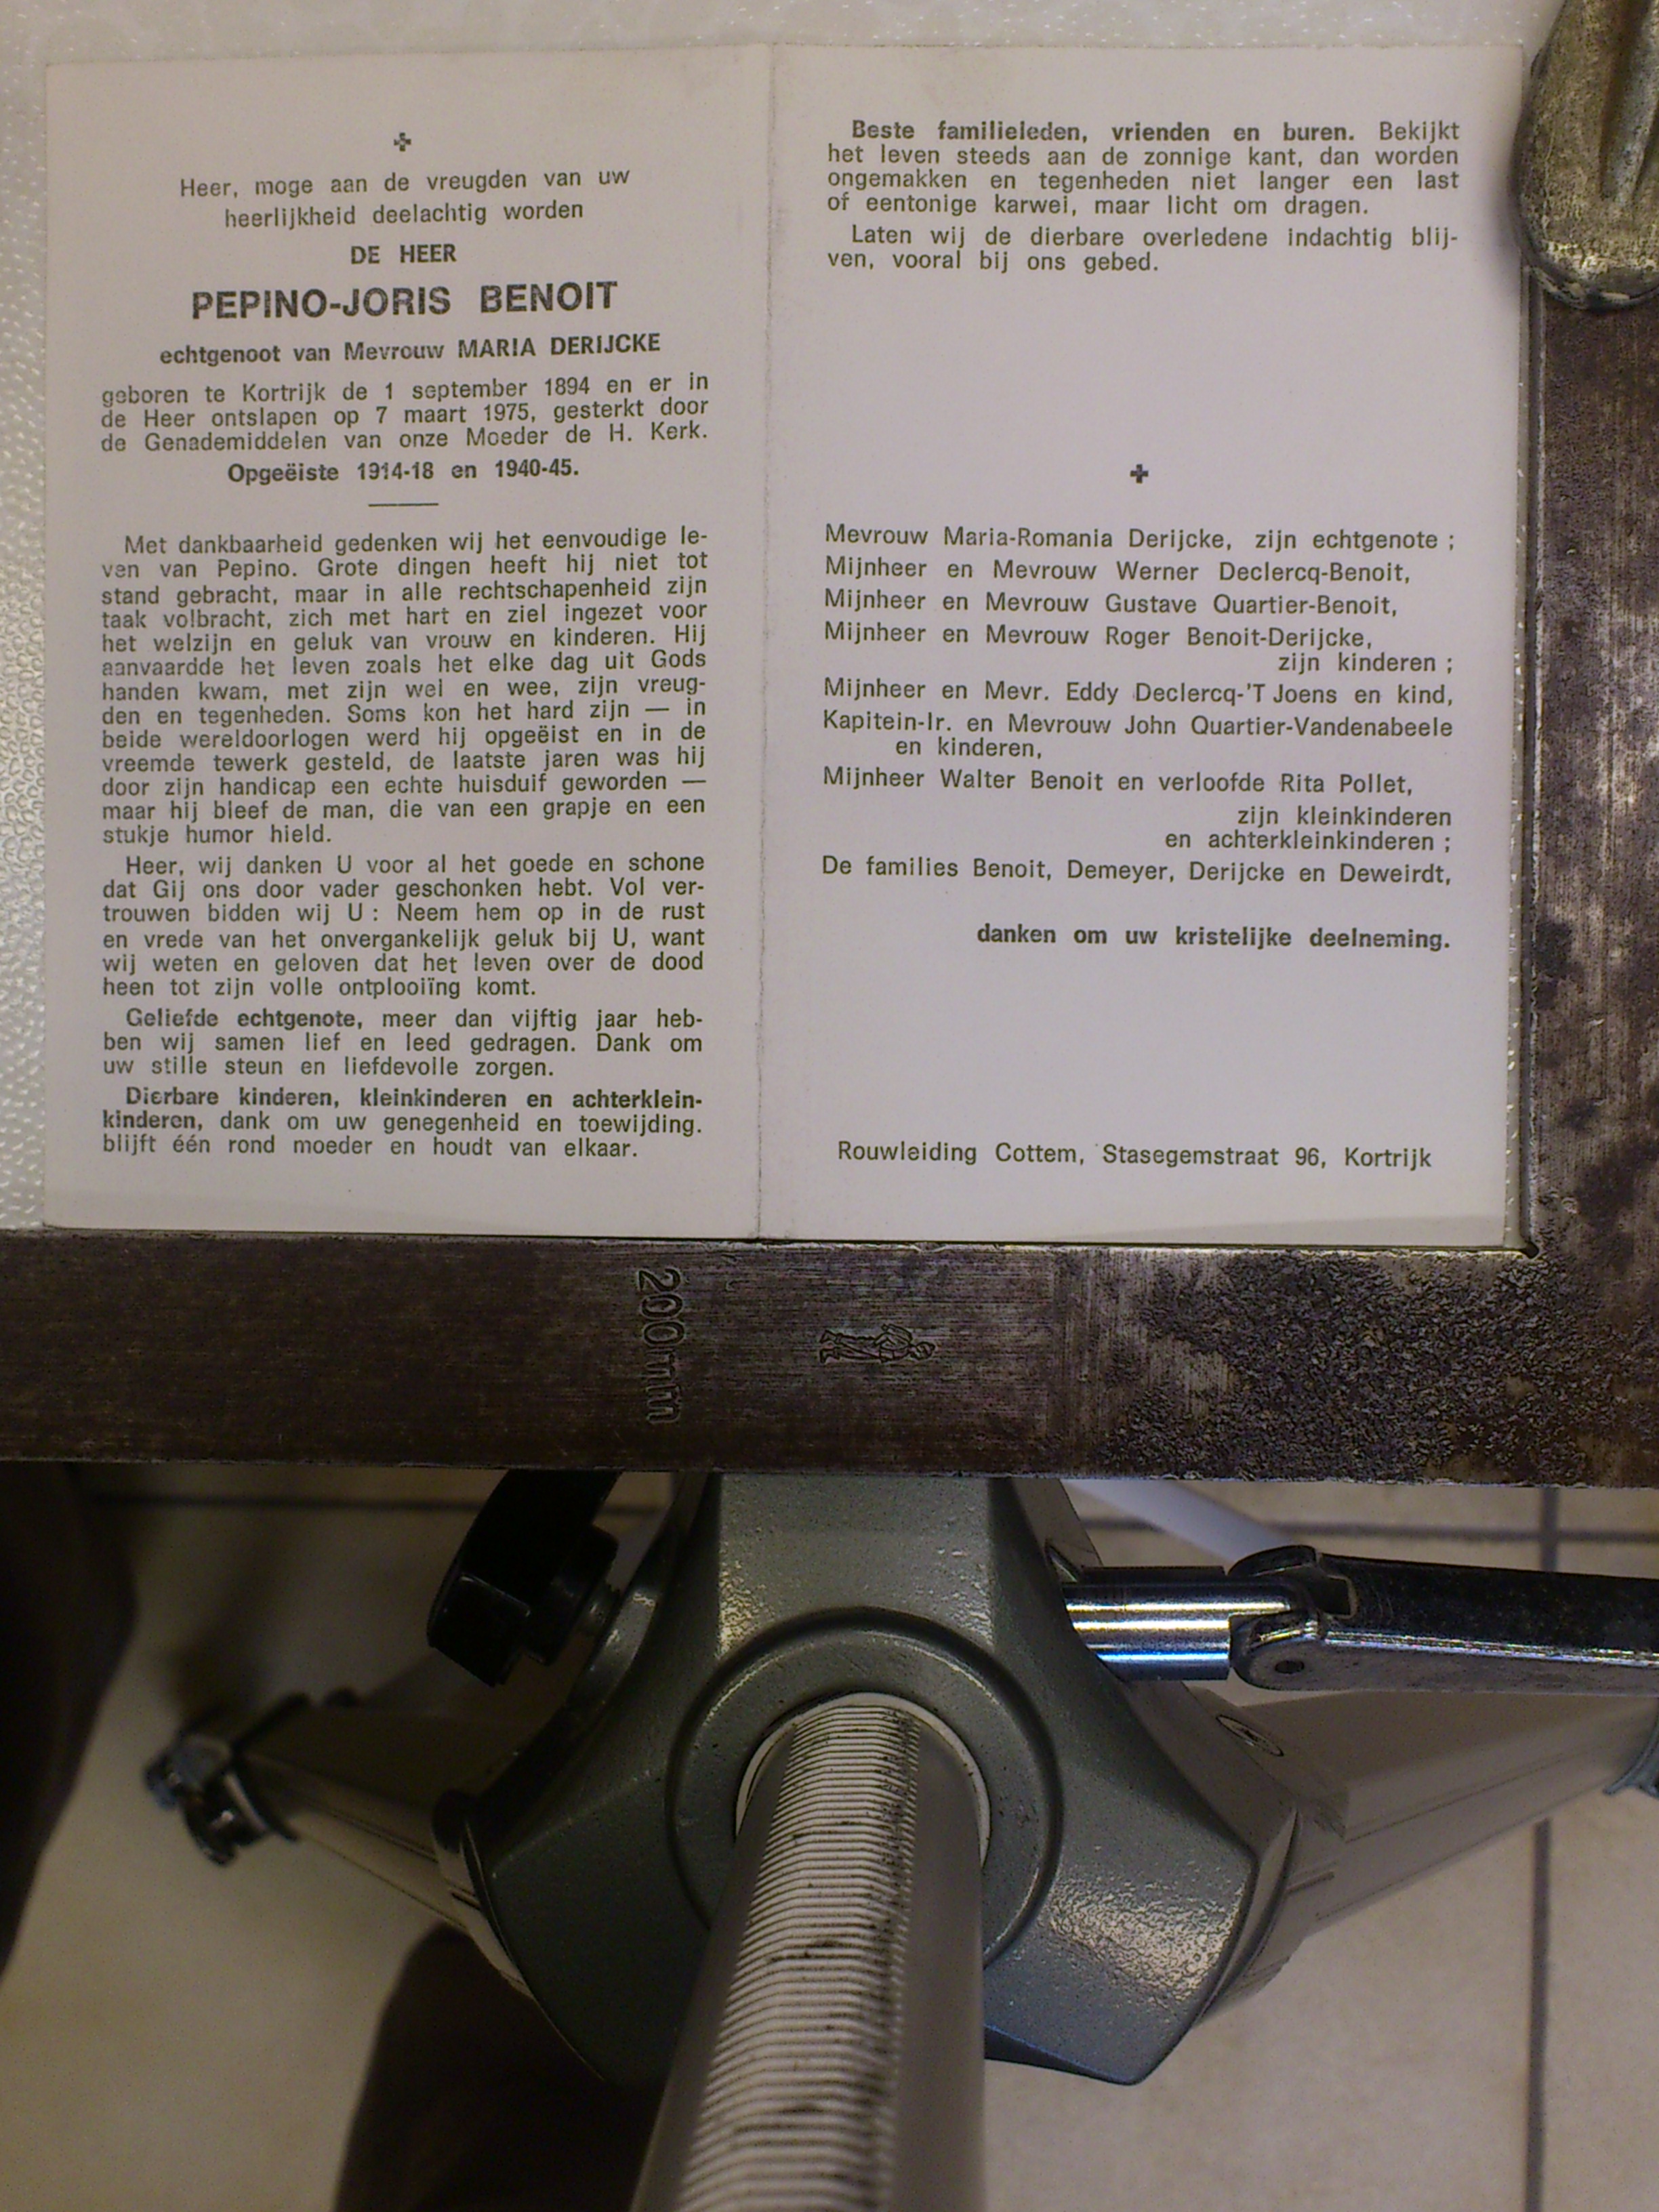 Heer, moge aan de vreugden van uw
heerlijkheid deelachtig worden
DE HEER
PEPINO-JORIS BENOIT
echtgenoot van Mevrouw MARIA DERIJCKE
geboren te Kortrijk de 1 september 1894 en er in
de Heer ontslapen op 7 maart 1975, gesterkt door
de Genademiddelen van onze Moeder de H. Kerk.
Opgeëiste 1914-18 en 1940-45.
Met dankbaarheid gedenken wij het eenvoudige le-
ven van Pepino. Grote dingen heeft hij niet tot
stand gebracht, maar in alle rechtschapenheid zijn
taak volbracht, zich met hart en ziel ingezet voor
het welzijn en geluk van vrouw en kinderen. Hij
aanvaardde het leven zoals het elke dag uit Gods
handen kwam, met zijn wel en wee, zijn vreug-
den en tegenheden. Soms kon het hard zijn — in
beide wereldoorlogen werd hij opgeëist en in de
vreemde tewerk gesteld, de laatste jaren was hij
door zijn handicap een echte huisduif geworden —
maar hij bleef de man, die van een grapje en een
stukje humor hield.
Heer, wij danken U voor al het goede en schone
dat Gij ons door vader geschonken hebt. Vol ver-
trouwen bidden wij U : Neem hem op in de rust
en vrede van het onvergankelijk geluk bij U, want
wij weten en geloven dat het leven over de dood
heen tot zijn volle ontplooiïng komt.
Geliefde echtgenote, meer dan vijftig jaar heb-
ben wij samen lief en leed gedragen. Dank om
uw stille steun en liefdevolle zorgen.
Dierbare kinderen, kleinkinderen en achterklein-
kinderen, dank om uw genegenheid en toewijding.
blijft één rond moeder en houdt van elkaar.
Beste familieleden, vrienden en buren. Bekijkt
het leven steeds aan de zonnige kant, dan worden
ongemakken en tegenheden niet langer een last
of eentonige karwei, maar licht om dragen.
Laten wij de dierbare overledene indachtig blij-
ven, vooral bij ons gebed.
Mevrouw Maria-Romania Derijcke, zijn echtgenote ;
Mijnheer en Mevrouw Werner Declercq-Benoit,
Mijnheer en Mevrouw Gustave Quartier-Benoit,
Mijnheer en Mevrouw Roger Benoit-Derijcke,
zijn kinderen ;
Mijnheer en Mevr. Eddy Declercq-'T Joens en kind,
Kapitein-Ir. en Mevrouw John Quartier-Vandenabeele
en kinderen,
Mijnheer Walter Benoit en verloofde Rita Pollet,
zijn kleinkinderen
en achterkleinkinderen ;
De families Benoit, Demeyer, Derijcke en Deweirdt,
danken om uw kristelijke deelneming.
Rouwleiding Cottem, Stasegemstraat 96, Kortrijk
200mm